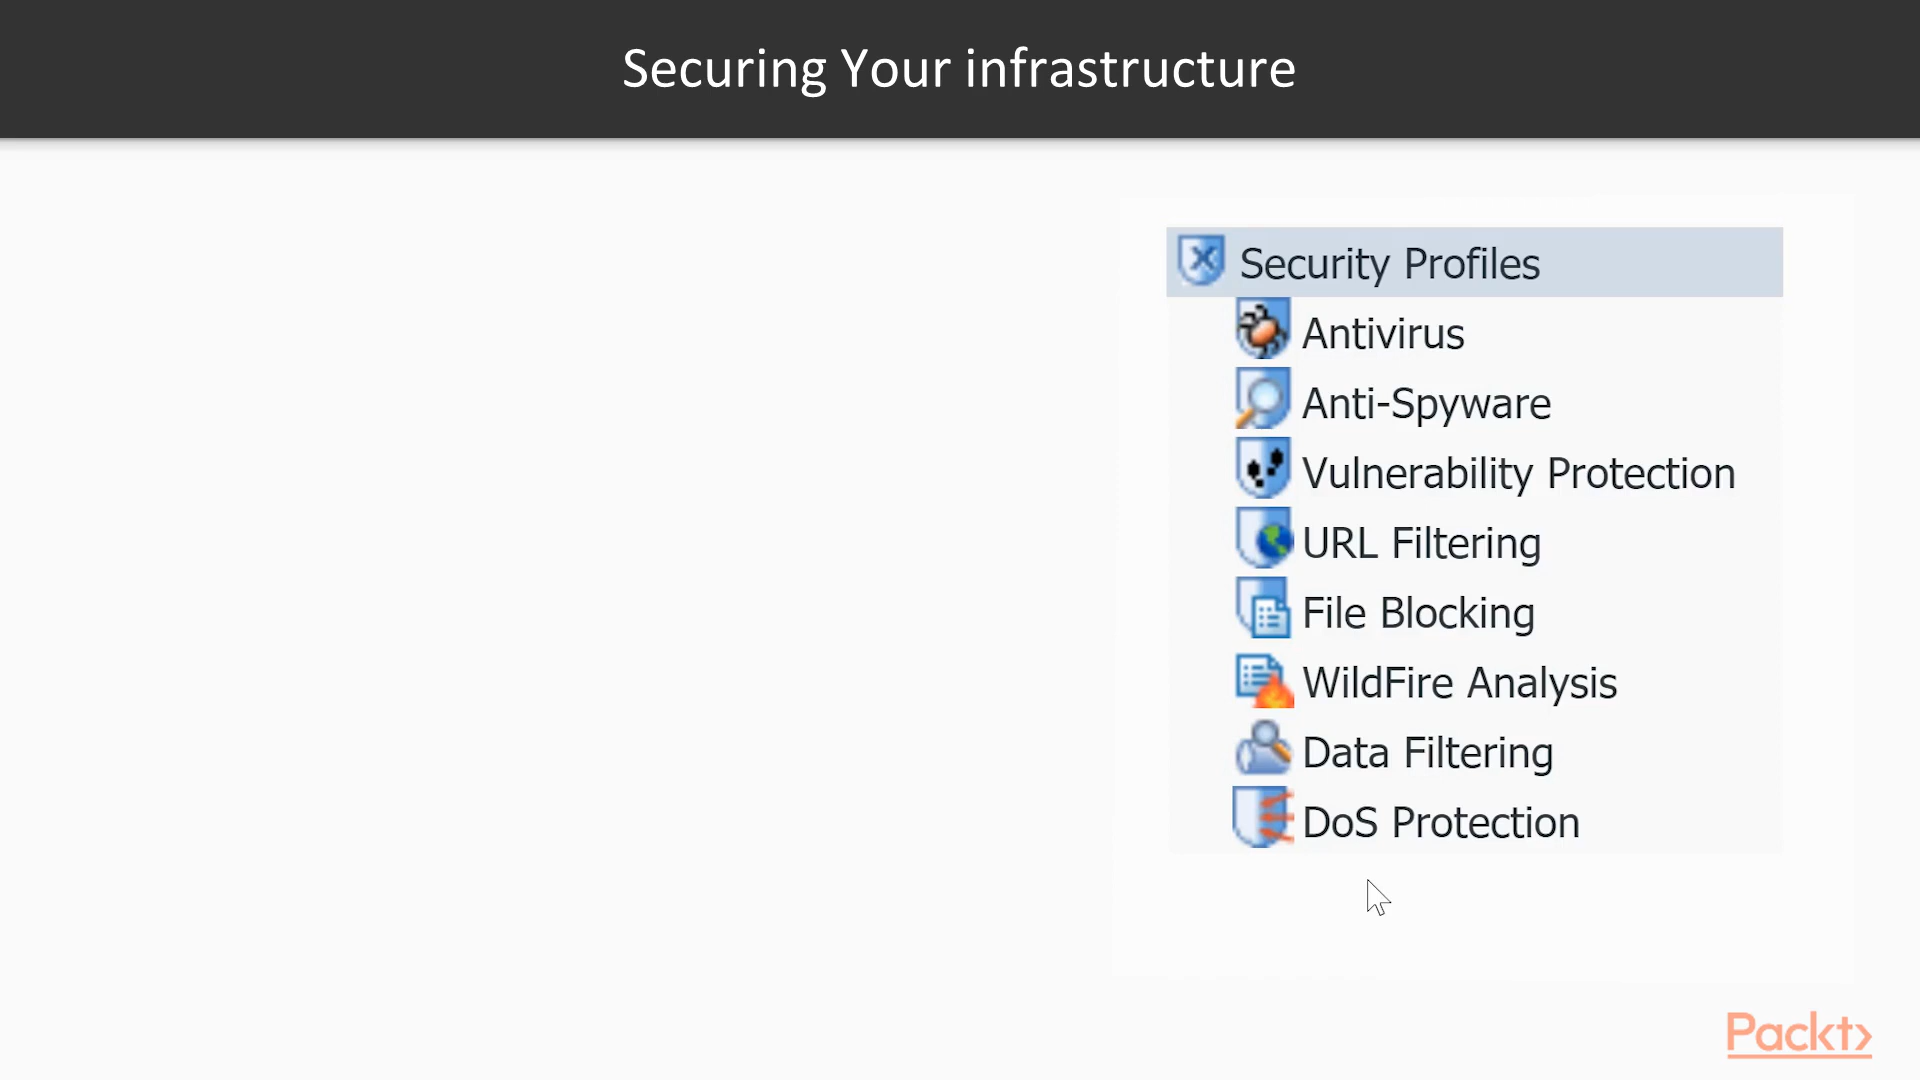 Securing Your infrastructure
Security Profiles
Antivirus
Anti-Spyware
Vulnerability Protection
URL Filtering
File Blocking
WildFire Analysis
Data Filtering
DoS Protection
Packt>